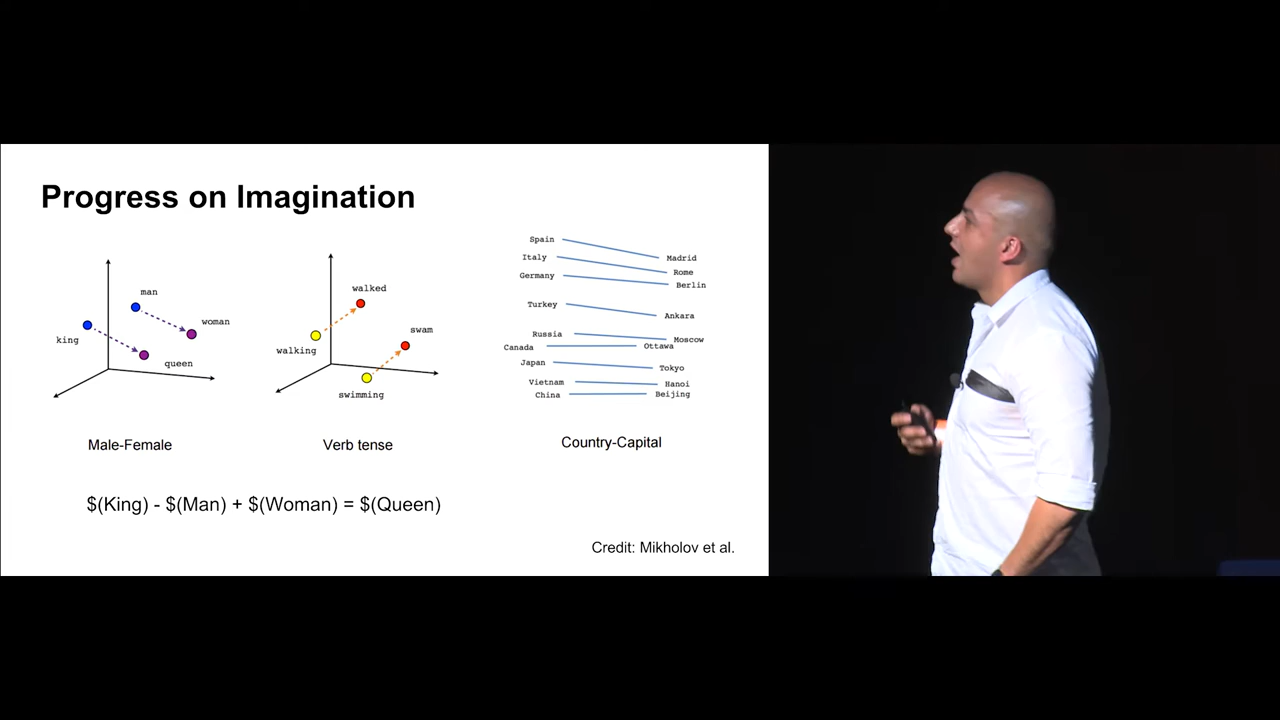 Progress on Imagination
man
woman
king
queen
Male-Female
walked
swam
walking
swimming
Verb tense
Spain Madrid
Italy Rome
Germany Berlin
Turkey Ankara
Russia Moscow
Canada Ottawa
Japan Tokyo
Vietnam Hanoi
China Beijing
Country-Capital
$(King) - $(Man) + $(Woman) = $(Queen)
Credit: Mikholov et al.